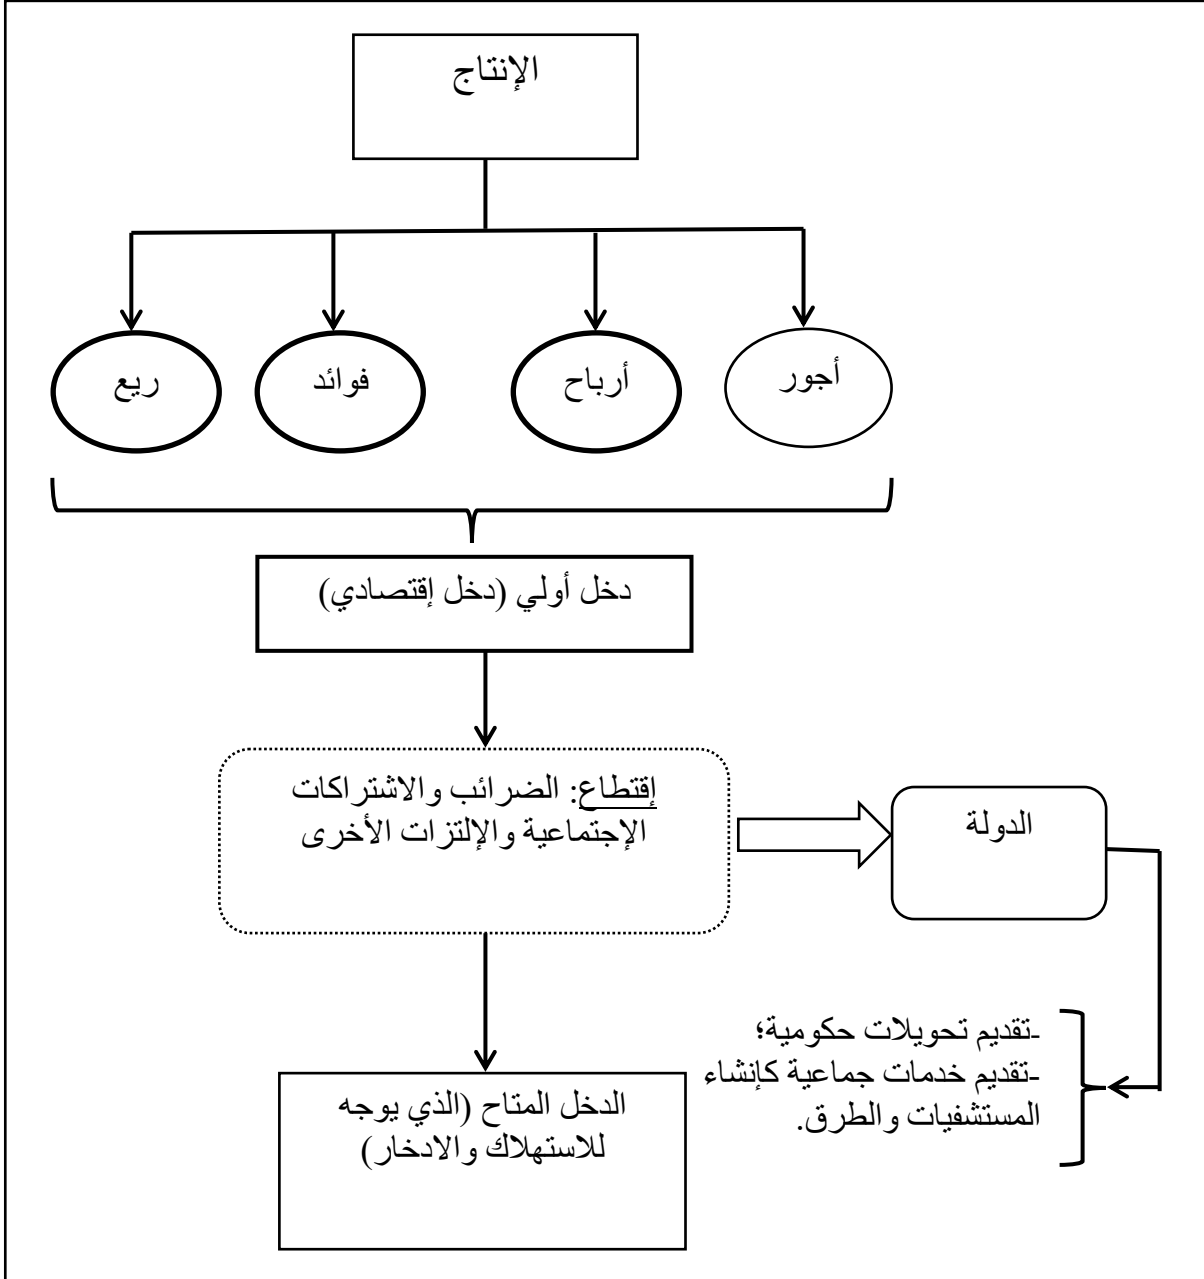 الإنتاج
أجور
أرباح
فوائد
ريع
دخل أولي (دخل إقتصادي)
إقتطاع: الضرائب والاشتراكات
الإجتماعية والإلتزات الأخرى
الدولة
-تقديم تحويلات حكومية؛
-تقديم خدمات جماعية كإنشاء
المستشفيات والطرق.
الدخل المتاح (الذي يوجه
للاستهلاك والادخار)